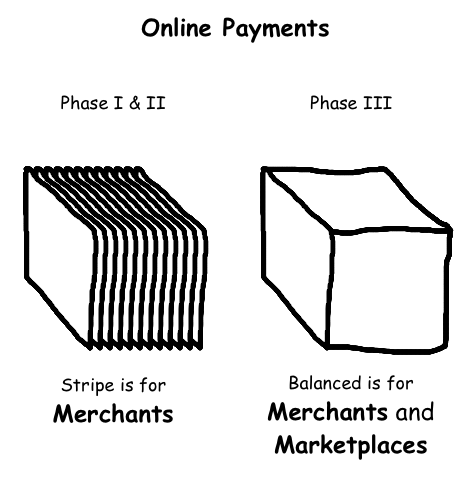 Online Payments
Phase I & II
Phase III
Stripe is for
Merchants
Balanced is for
Merchants and
Marketplaces